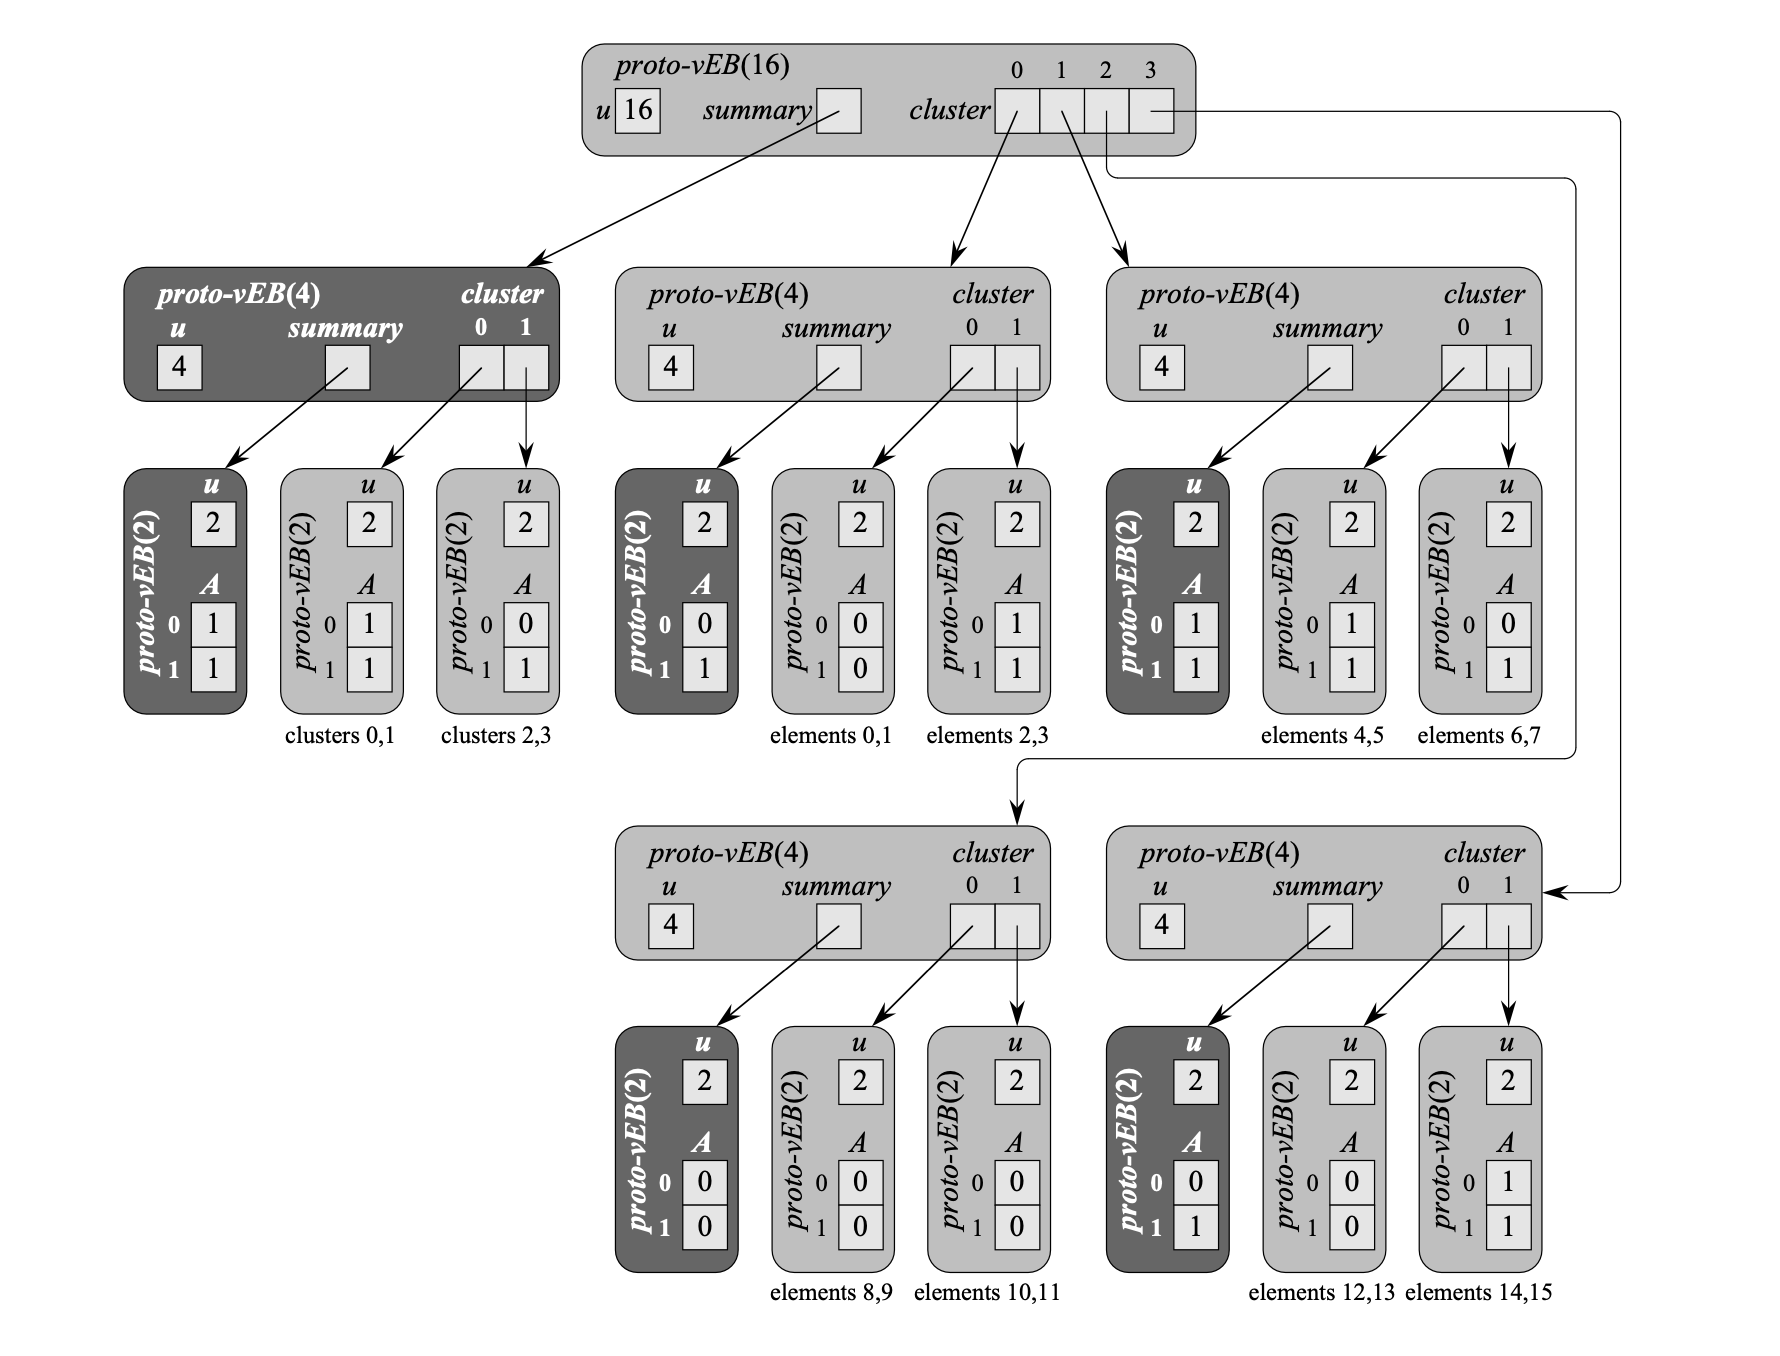 proto-vEB(16)
0 1 2 3
u 16 summary cluster
proto-vEB(4) cluster
u summary 0 1
4
proto-vEB(4) cluster
u summary 0 1
4
proto-vEB(4) cluster
u summary 0 1
4
proto-vEB(2)
u
2
A
0 1
1 1
proto-vEB(2)
u
2
A
0 1
1 1
clusters 0,1
proto-vEB(2)
u
2
A
0 0
1 1
clusters 2,3
proto-vEB(2)
u
2
A
0 0
1 1
proto-vEB(2)
u
2
A
0 0
1 0
elements 0,1
proto-vEB(2)
u
2
A
0 1
1 1
elements 2,3
proto-vEB(2)
u
2
A
0 1
1 1
proto-vEB(2)
u
2
A
0 1
1 1
elements 4,5
proto-vEB(2)
u
2
A
0 0
1 1
elements 6,7
proto-vEB(4) cluster
u summary 0 1
4
proto-vEB(4) cluster
u summary 0 1
4
proto-vEB(2)
u
2
A
0 0
1 0
proto-vEB(2)
u
2
A
0 0
1 0
elements 8,9
proto-vEB(2)
u
2
A
0 0
1 0
elements 10,11
proto-vEB(2)
u
2
A
0 0
1 1
proto-vEB(2)
u
2
A
0 0
1 0
elements 12,13
proto-vEB(2)
u
2
A
0 1
1 1
elements 14,15